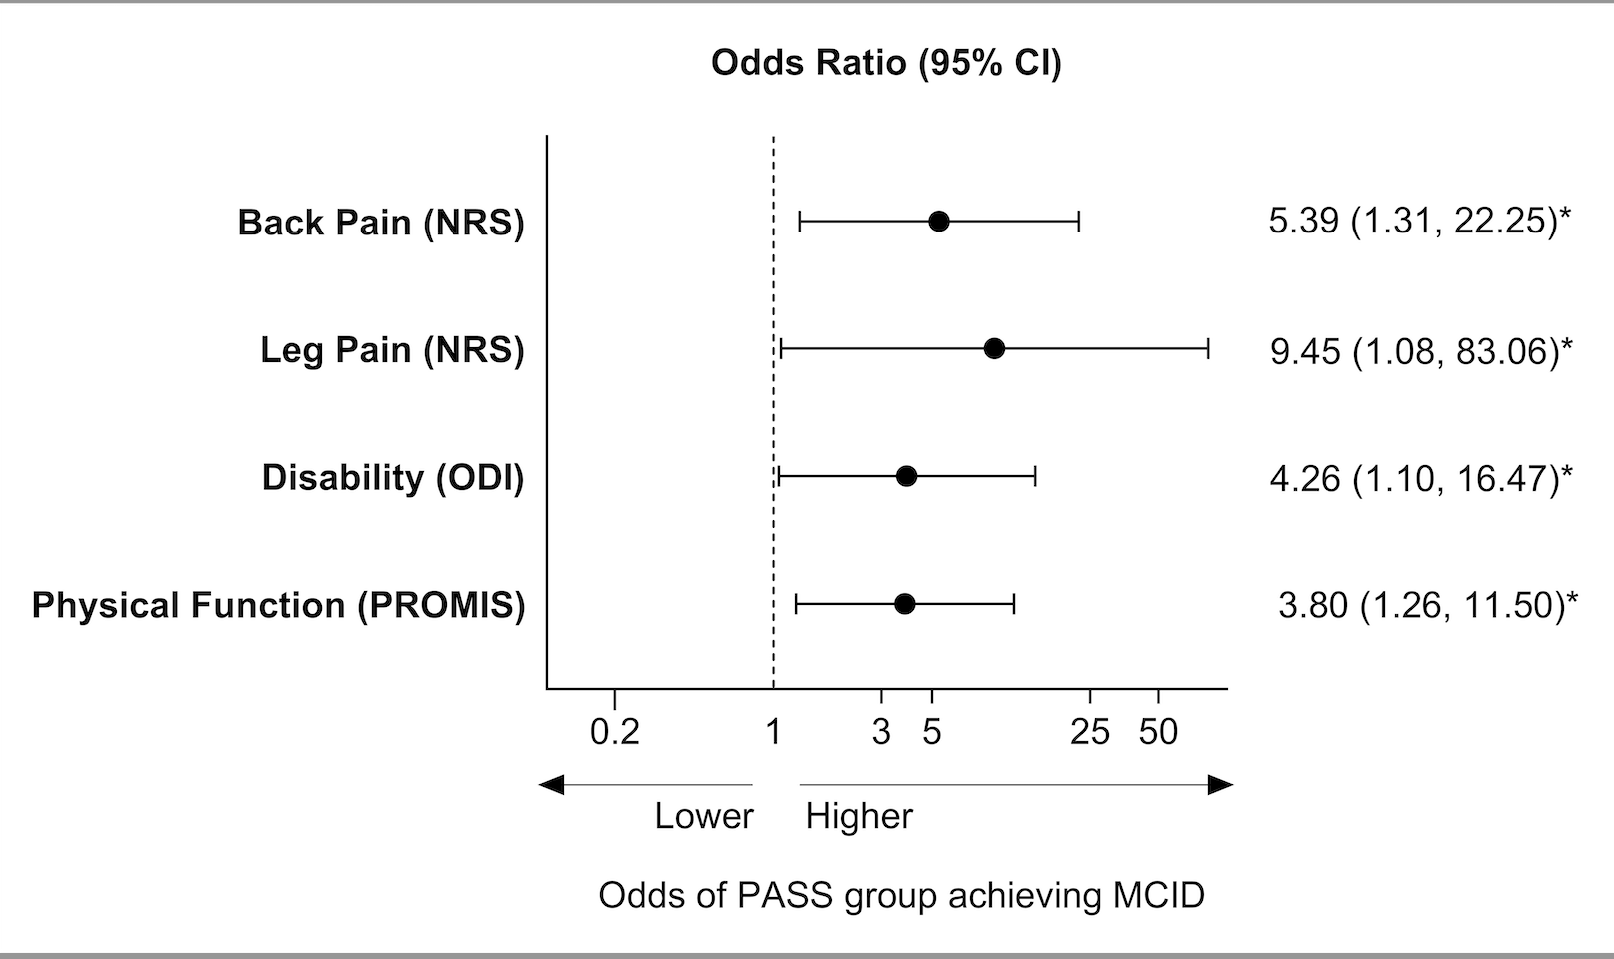 Odds Ratio (95% CI)
Back Pain (NRS) 5.39 (1.31, 22.25)*
Leg Pain (NRS) 9.45 (1.08, 83.06)*
Disability (ODI) 4.26 (1.10, 16.47)*
Physical Function (PROMIS) 3.80 (1.26, 11.50)*
0.2 1 3 5 25 50
Lower Higher
Odds of PASS group achieving MCID